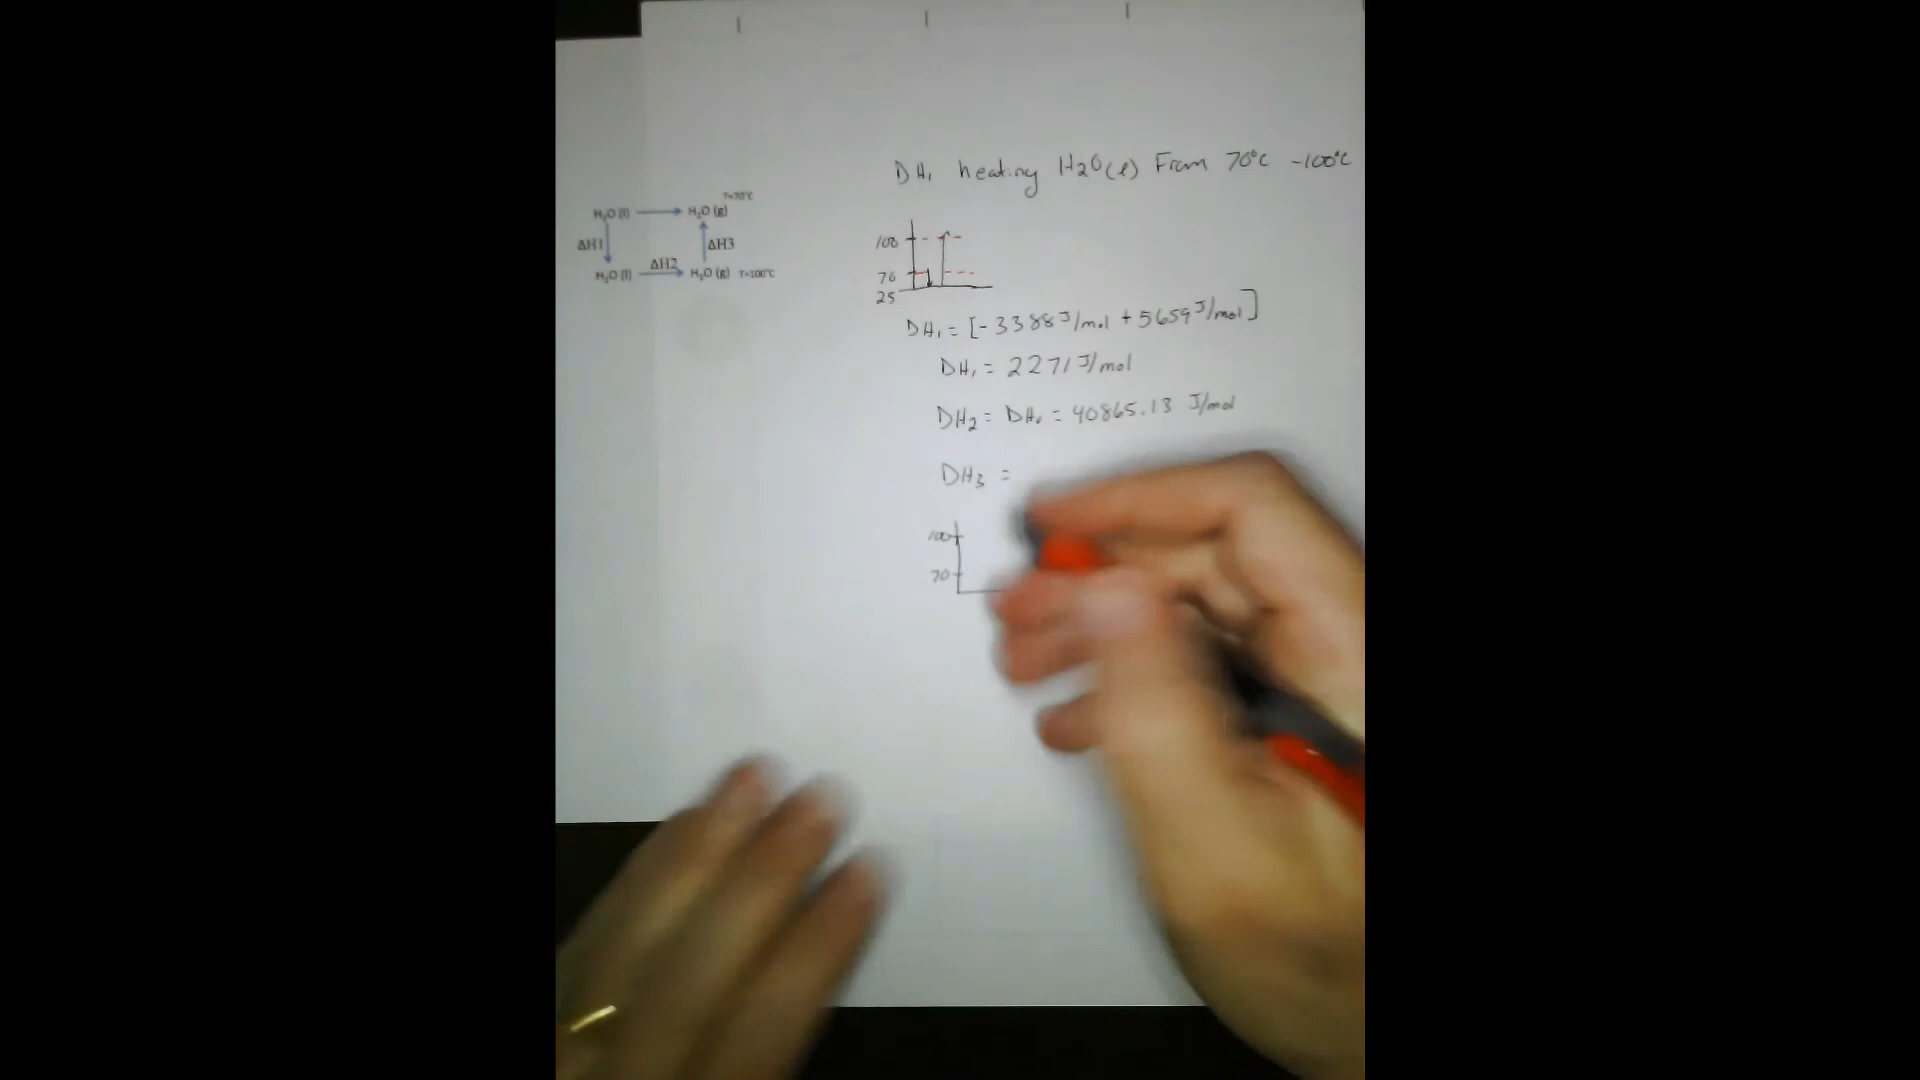 DH₁ heating H₂O(l) From 70°C -100°C
T=70°C
H₂O (l) → H₂O (g)
ΔH1
ΔH3
ΔH2
H₂O (l) → H₂O (g) T=100°C
100
70
25
DH₁ = [-3388 J/mol + 5659 J/mol]
DH₁ = 2271 J/mol
DH₂ = DHᵥ = 40865.13 J/mol
DH₃ =
100
70